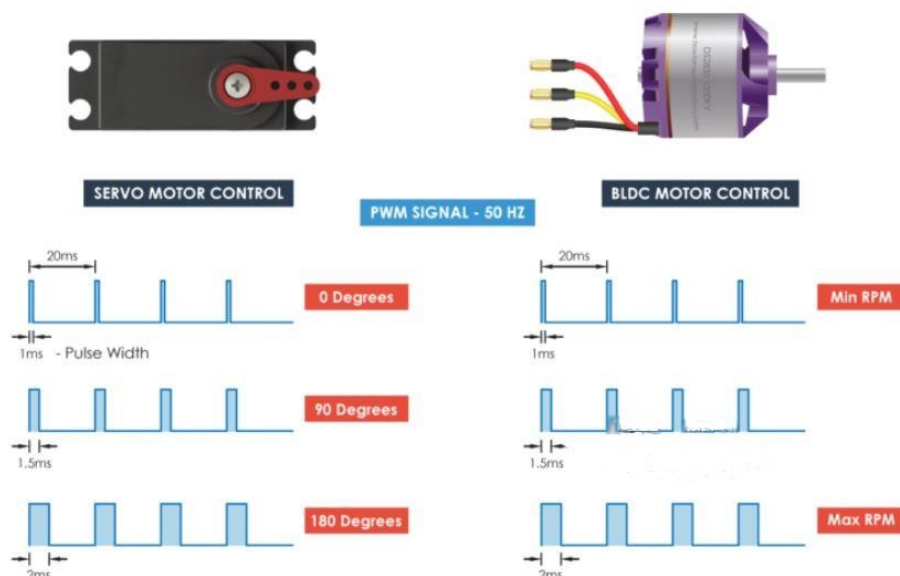 SERVO MOTOR CONTROL
BLDC MOTOR CONTROL
PWM SIGNAL - 50 HZ
20ms
0 Degrees
1ms - Pulse Width
90 Degrees
1.5ms
180 Degrees
2ms
20ms
Min RPM
1ms
1.5ms
Max RPM
2ms